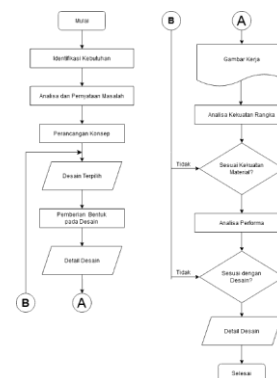 Mulai
Identifikasi Kebutuhan
Analisa dan Pernyataan Masalah
Perancangan Konsep
Desain Terpilih
Pemberian Bentuk
pada Desain
Detail Desain
B
A
B
A
Gambar Kerja
Analisa Kekuatan Rangka
Tidak
Sesuai Kekuatan
Material?
Analisa Performa
Tidak
Sesuai dengan
Desain?
Detail Desain
Selesai